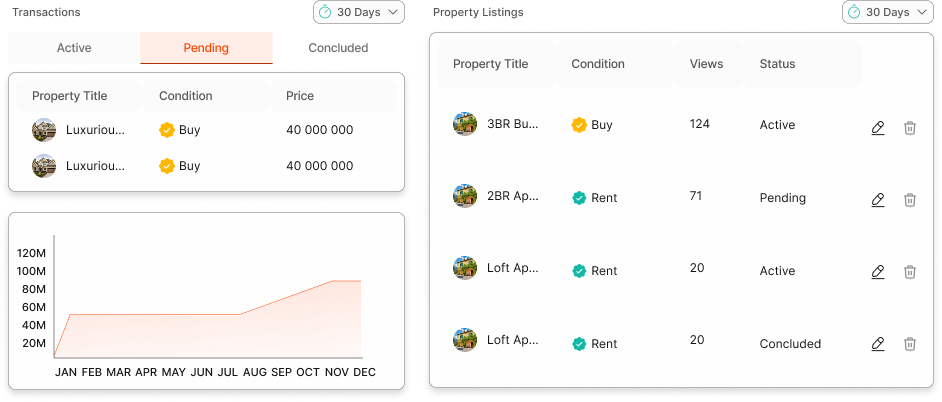 Transactions
30 Days
Active Pending Concluded
Property Title Condition Price
Luxuriou... Buy 40 000 000
Luxuriou... Buy 40 000 000
120M
100M
80M
60M
40M
20M
JAN FEB MAR APR MAY JUN JUL AUG SEP OCT NOV DEC
Property Listings
30 Days
Property Title Condition Views Status
3BR Bu... Buy 124 Active
2BR Ap... Rent 71 Pending
Loft Ap... Rent 20 Active
Loft Ap... Rent 20 Concluded